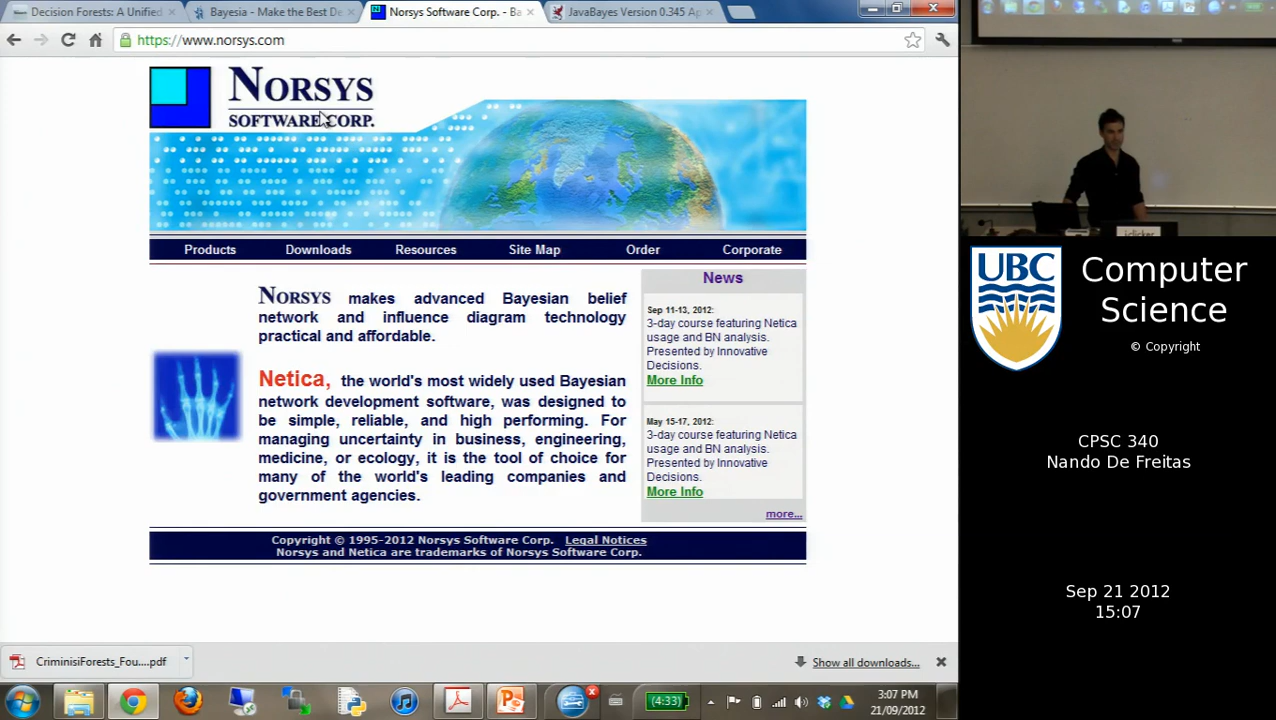 Decision Forests: A Unified
Bayesia - Make the Best De
Norsys Software Corp. - Ba
JavaBayes Version 0.345 Ap
https://www.norsys.com
NORSYS
SOFTWARE CORP.
Products
Downloads
Resources
Site Map
Order
Corporate
NORSYS makes advanced Bayesian belief
network and influence diagram technology
practical and affordable.
Netica, the world's most widely used Bayesian
network development software, was designed to
be simple, reliable, and high performing. For
managing uncertainty in business, engineering,
medicine, or ecology, it is the tool of choice for
many of the world's leading companies and
government agencies.
News
Sep 11-13, 2012:
3-day course featuring Netica
usage and BN analysis.
Presented by Innovative
Decisions.
More Info
May 15-17, 2012:
3-day course featuring Netica
usage and BN analysis.
Presented by Innovative
Decisions.
More Info
more...
Copyright © 1995-2012 Norsys Software Corp. Legal Notices
Norsys and Netica are trademarks of Norsys Software Corp.
CriminisiForests_Fou....pdf
Show all downloads...
(4:33)
3:07 PM
21/09/2012
i-clicker
UBC
Computer
Science
© Copyright
CPSC 340
Nando De Freitas
Sep 21 2012
15:07